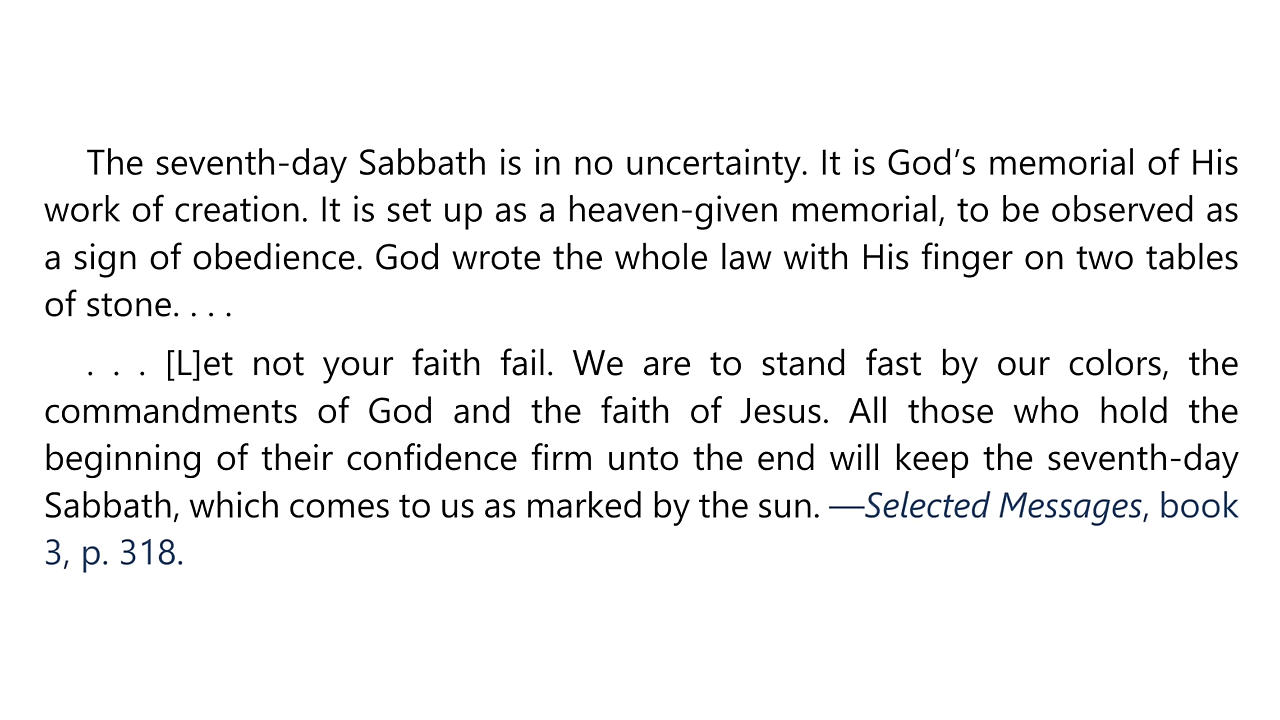 The seventh-day Sabbath is in no uncertainty. It is God’s memorial of His
work of creation. It is set up as a heaven-given memorial, to be observed as
a sign of obedience. God wrote the whole law with His finger on two tables
of stone. . . .
. . . [L]et not your faith fail. We are to stand fast by our colors, the
commandments of God and the faith of Jesus. All those who hold the
beginning of their confidence firm unto the end will keep the seventh-day
Sabbath, which comes to us as marked by the sun. —Selected Messages, book
3, p. 318.